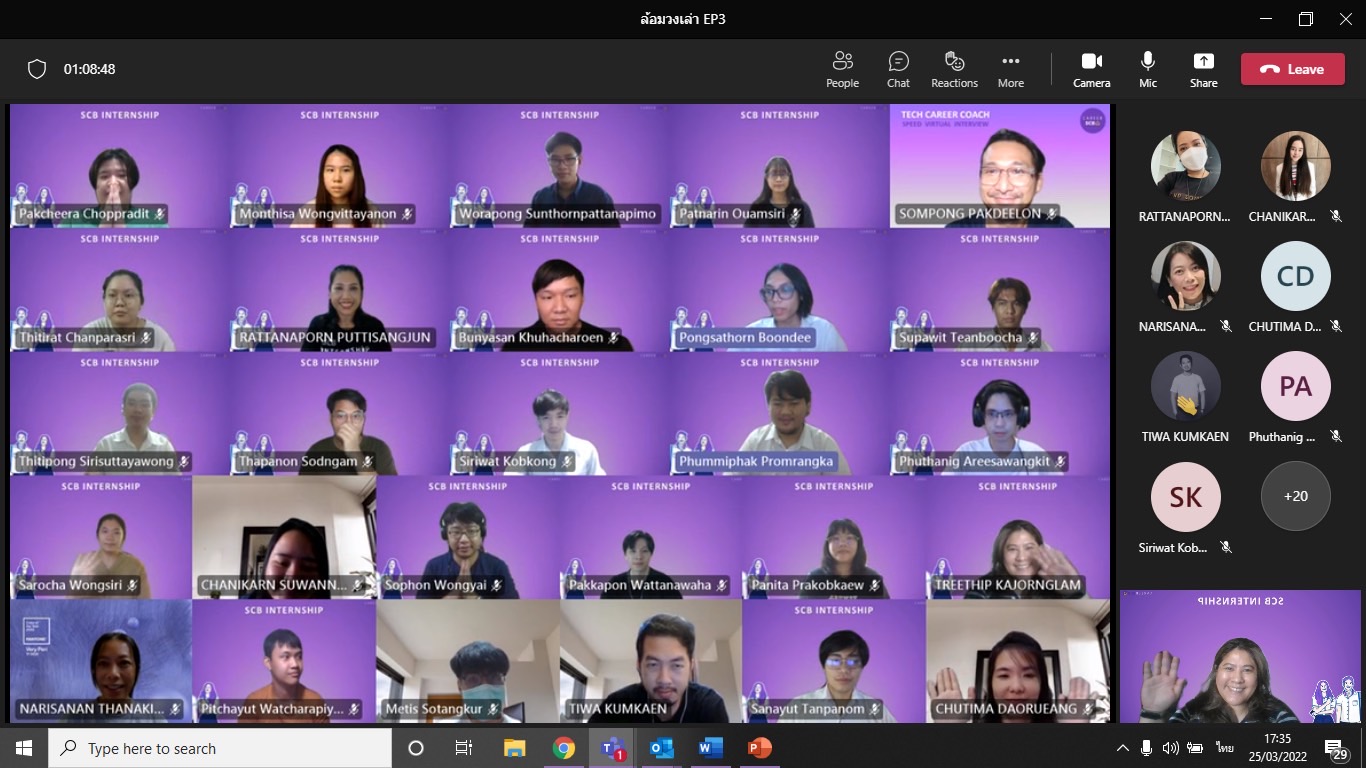 ล้อมวงเล่า EP3
01:08:48
People
Chat
Reactions
More
Camera
Mic
Share
Leave
SCB INTERNSHIP
SCB INTERNSHIP
SCB INTERNSHIP
SCB INTERNSHIP
TECH CAREER COACH
SPEED VIRTUAL INTERVIEW
Pakcheera Choppradit
Monthisa Wongvittayanon
Worapong Sunthornpattanapimo
Patnarin Ouamsiri
SOMPONG PAKDEELON
SCB INTERNSHIP
SCB INTERNSHIP
SCB INTERNSHIP
SCB INTERNSHIP
SCB INTERNSHIP
Thitirat Chanparasri
RATTANAPORN PUTTISANGJUN
Bunyasan Khuhacharoen
Pongsathorn Boondee
Supawit Teanboocha
SCB INTERNSHIP
SCB INTERNSHIP
SCB INTERNSHIP
SCB INTERNSHIP
SCB INTERNSHIP
Thitipong Sirisuttayawong
Thapanon Sodngam
Siriwat Kobkong
Phummiphak Promrangka
Phuthanig Areesawangkit
SCB INTERNSHIP
SCB INTERNSHIP
SCB INTERNSHIP
SCB INTERNSHIP
SCB INTERNSHIP
Sarocha Wongsiri
CHANIKARN SUWANN...
Sophon Wongyai
Pakkapon Wattanawaha
Panita Prakobkaew
TREETHIP KAJORNGLAM
PANTONE
Very Peri
SCB INTERNSHIP
SCB INTERNSHIP
NARISANAN THANAKI...
Pitchayut Watcharapiy...
Metis Sotangkur
TIWA KUMKAEN
Sanayut Tanpanom
CHUTIMA DAORUEANG
RATTANAPORN...
CHANIKAR...
CD
NARISANA...
CHUTIMA D...
PA
TIWA KUMKAEN
Phuthanig ...
SK
+20
Siriwat Kob...
SCB INTERNSHIP
Type here to search
1
ไทย
17:35
25/03/2022
29